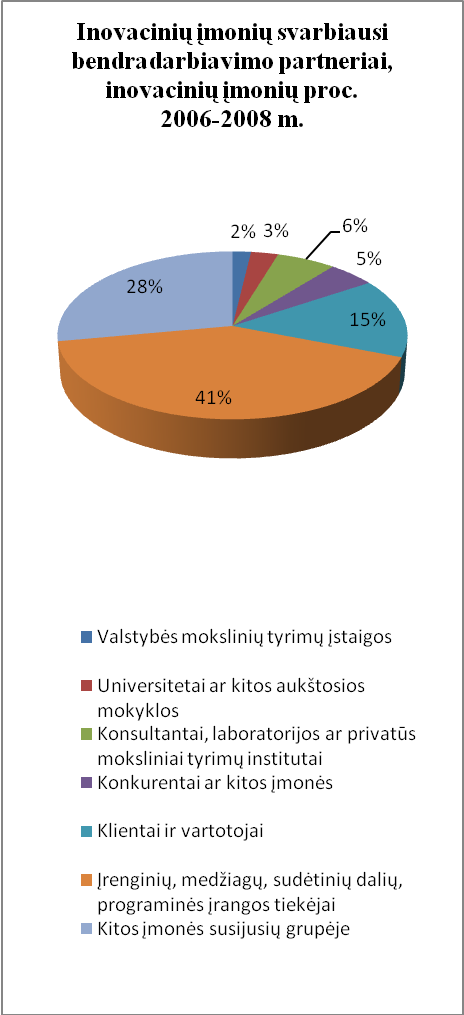 Inovacinių įmonių svarbiausi
bendradarbiavimo partneriai,
inovacinių įmonių proc.
2006-2008 m.
2%
3%
6%
5%
15%
41%
28%
Valstybės mokslinių tyrimų įstaigos
Universitetai ar kitos aukštosios
mokyklos
Konsultantai, laboratorijos ar privatūs
moksliniai tyrimų institutai
Konkurentai ar kitos įmonės
Klientai ir vartotojai
Įrenginių, medžiagų, sudėtinių dalių,
programinės įrangos tiekėjai
Kitos įmonės susijusių grupėje